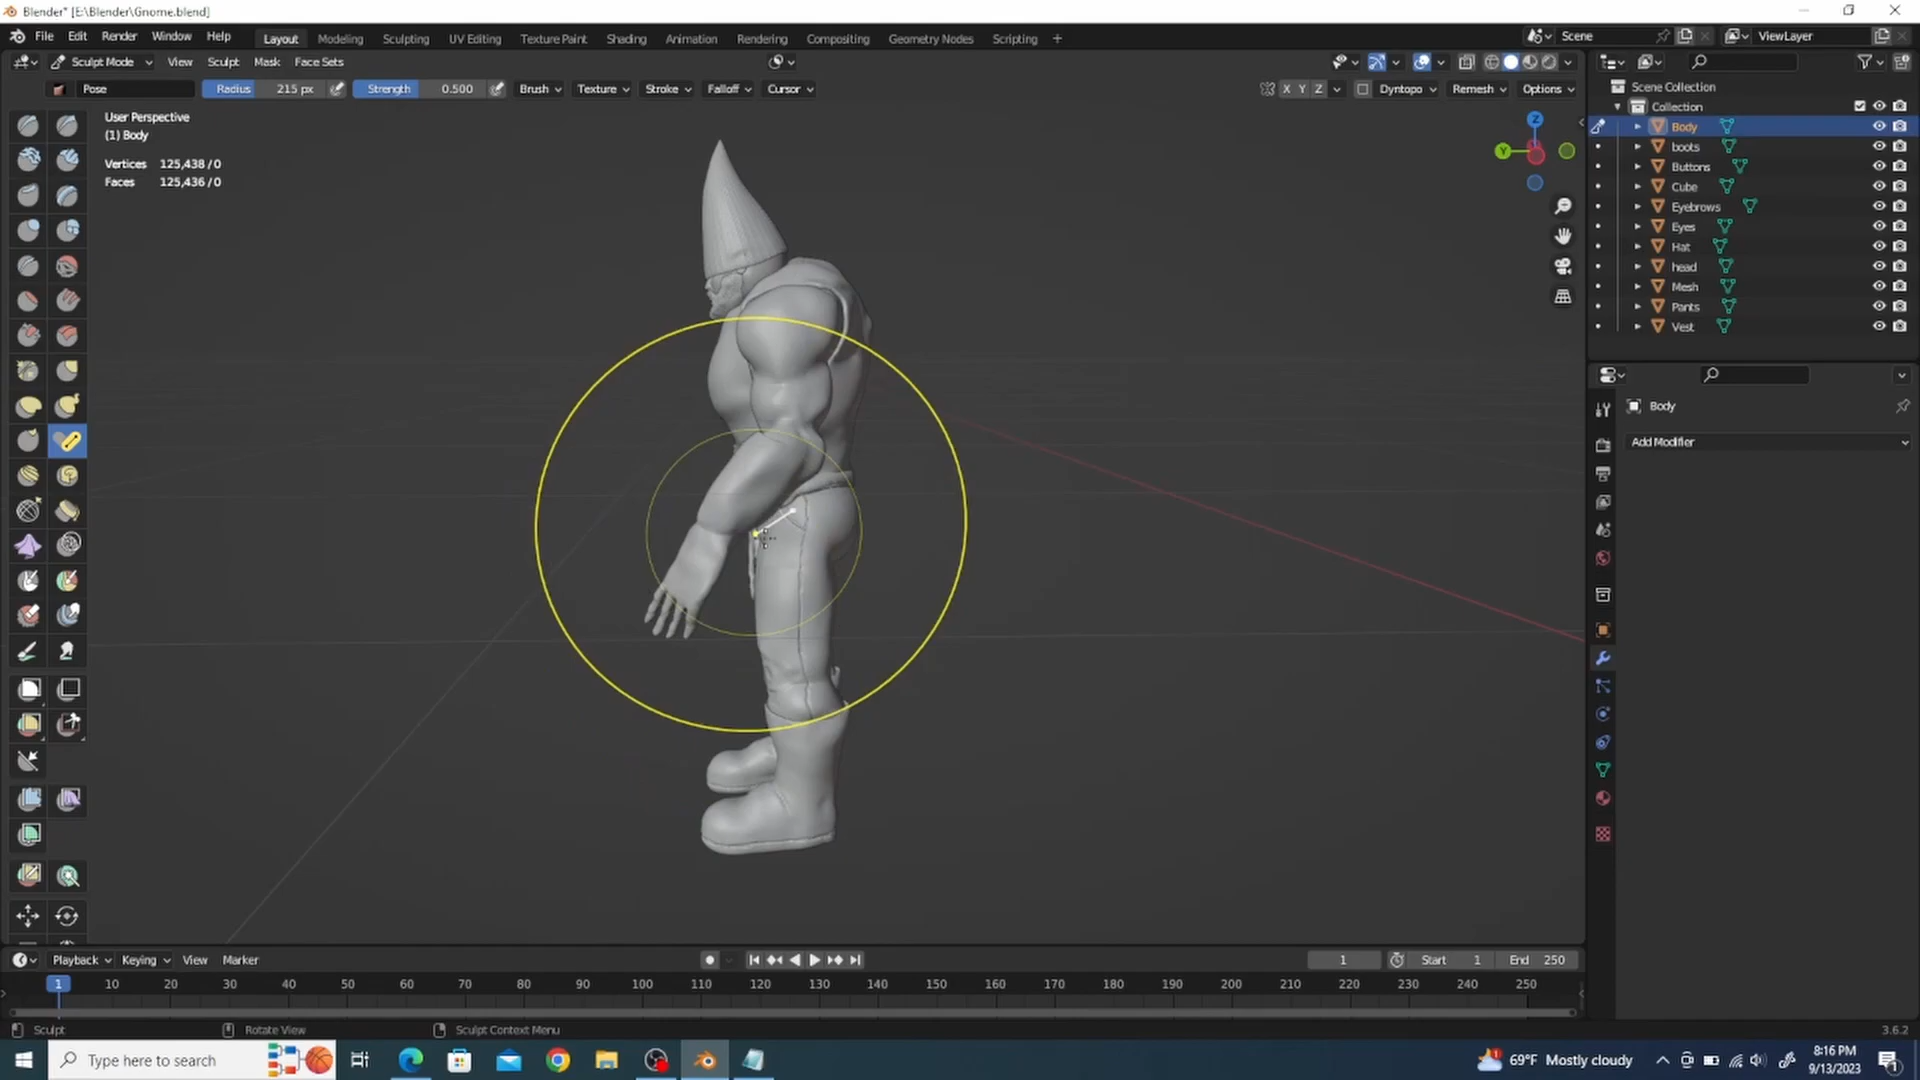 Blender* [E:\Blender\Gnome.blend]
File Edit Render Window Help Layout Modeling Sculpting UV Editing Texture Paint Shading Animation Rendering Compositing Geometry Nodes Scripting + Scene ViewLayer
Sculpt Mode View Sculpt Mask Face Sets
Pose Radius 215 px Strength 0.500 Brush Texture Stroke Falloff Cursor X Y Z Dyntopo Remesh Options
User Perspective
(1) Body
Vertices 125,438 / 0
Faces 125,436 / 0
Z
Y
Scene Collection
Collection
Body
boots
Buttons
Cube
Eyebrows
Eyes
Hat
head
Mesh
Pants
Vest
Body
Add Modifier
Playback Keying View Marker 1 Start 1 End 250
1 10 20 30 40 50 60 70 80 90 100 110 120 130 140 150 160 170 180 190 200 210 220 230 240 250
Sculpt Rotate View Sculpt Context Menu 3.6.2
Type here to search 1 69°F Mostly cloudy 8:16 PM
9/13/2023 1